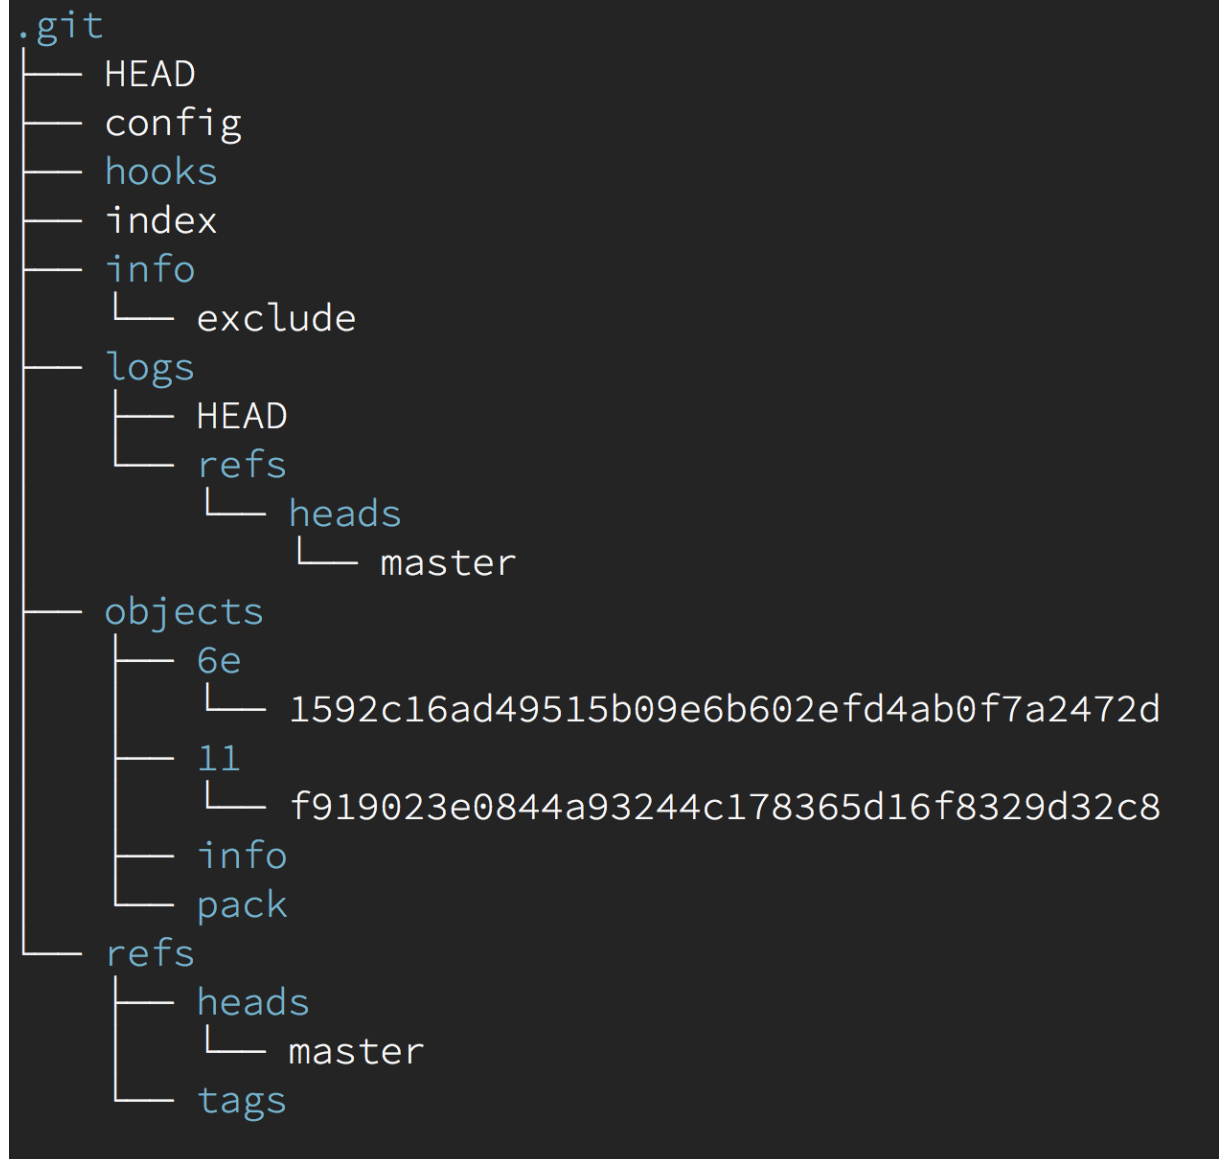 .git
├── HEAD
├── config
├── hooks
├── index
├── info
│   └── exclude
├── logs
│   ├── HEAD
│   └── refs
│       └── heads
│           └── master
├── objects
│   ├── 6e
│   │   └── 1592c16ad49515b09e6b602efd4ab0f7a2472d
│   ├── 11
│   │   └── f919023e0844a93244c178365d16f8329d32c8
│   ├── info
│   └── pack
└── refs
    ├── heads
    │   └── master
    └── tags